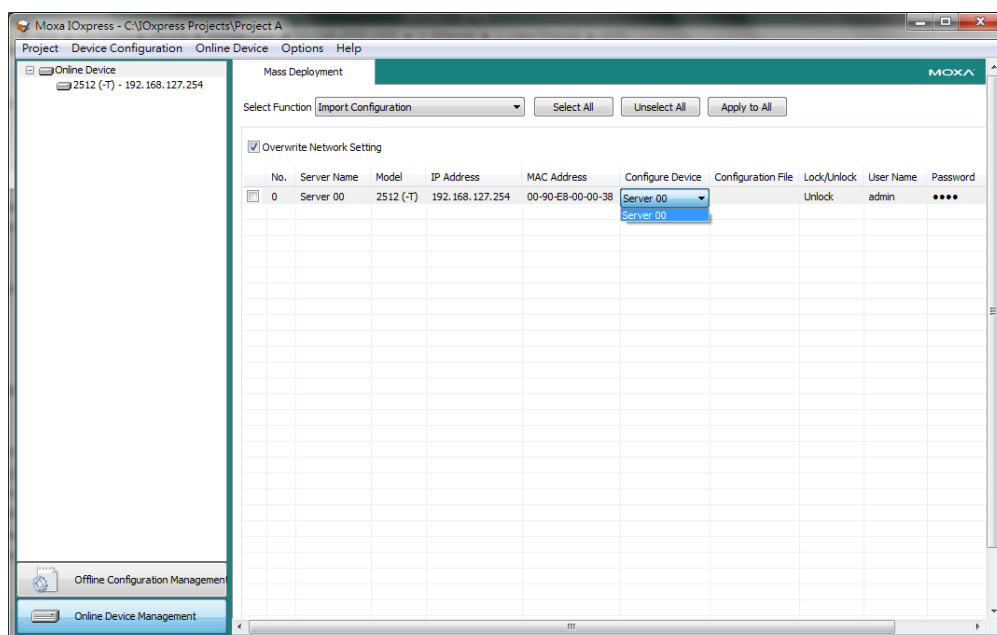 Moxa IOxpress - C:\IOxpress Projects\Project A
Project Device Configuration Online Device Options Help
Online Device
2512 (-T) - 192.168.127.254
Mass Deployment
MOXA
Select Function Import Configuration Select All Unselect All Apply to All
Overwrite Network Setting
No. Server Name Model IP Address MAC Address Configure Device Configuration File Lock/Unlock User Name Password
0 Server 00 2512 (-T) 192.168.127.254 00-90-E8-00-00-38 Server 00 Unlock admin ●●●●
Server 00
Offline Configuration Management
Online Device Management